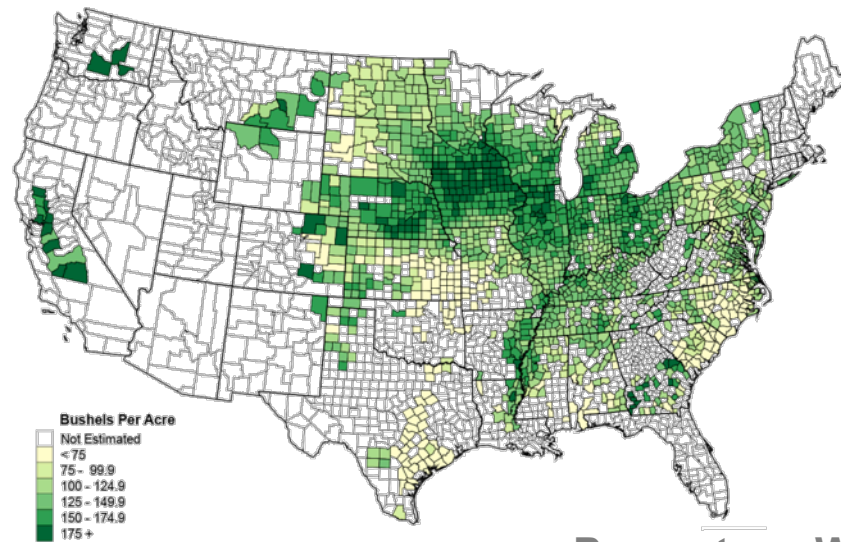 Bushels Per Acre
Not Estimated
< 75
75 - 99.9
100 - 124.9
125 - 149.9
150 - 174.9
175 +